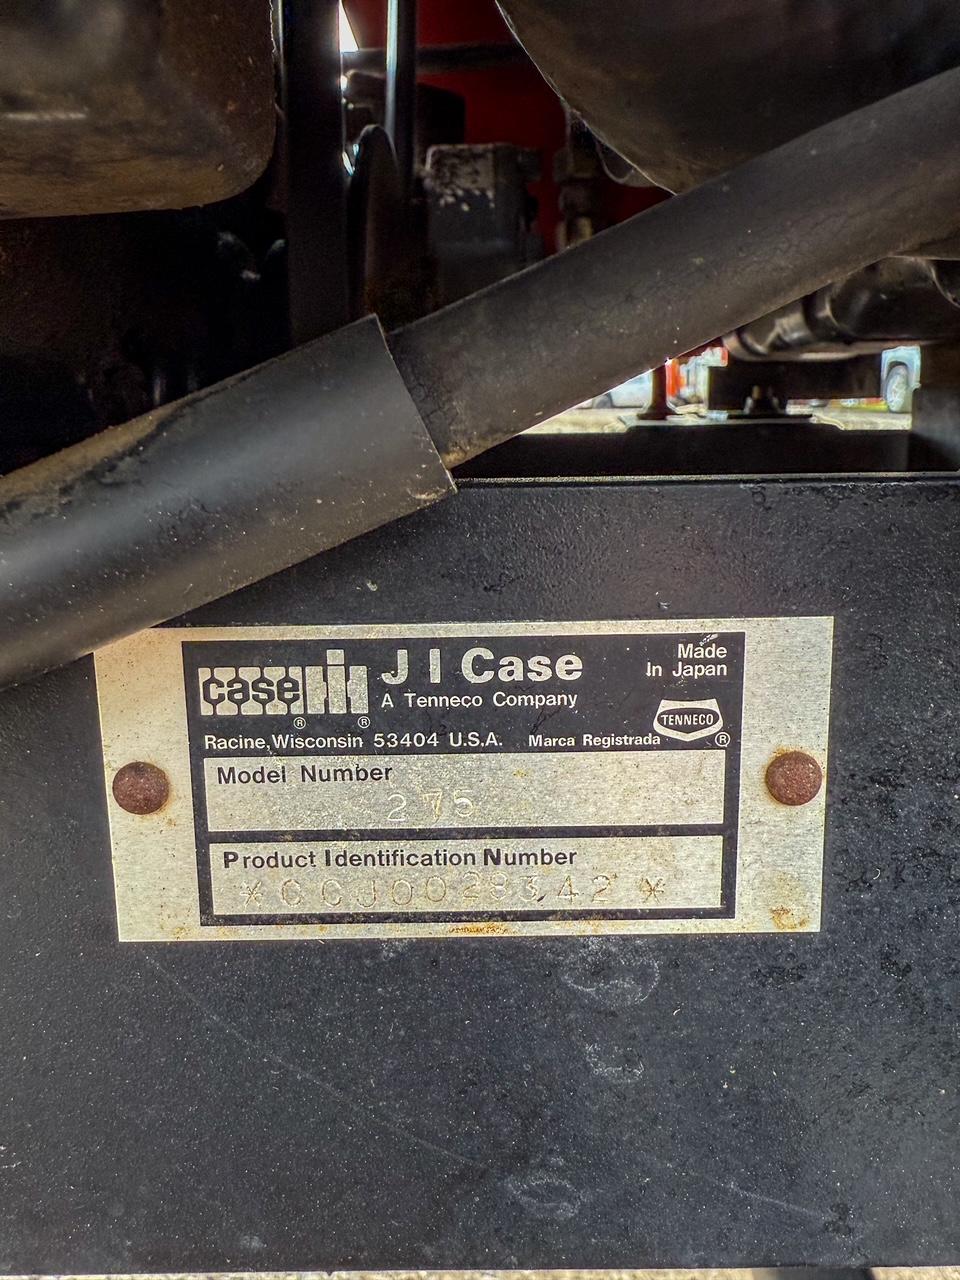 case IH
J I Case
Made
In Japan
A Tenneco Company
TENNECO
® ® ®
Racine, Wisconsin 53404 U.S.A. Marca Registrada
Model Number
275
Product Identification Number
*CCJ0028342*